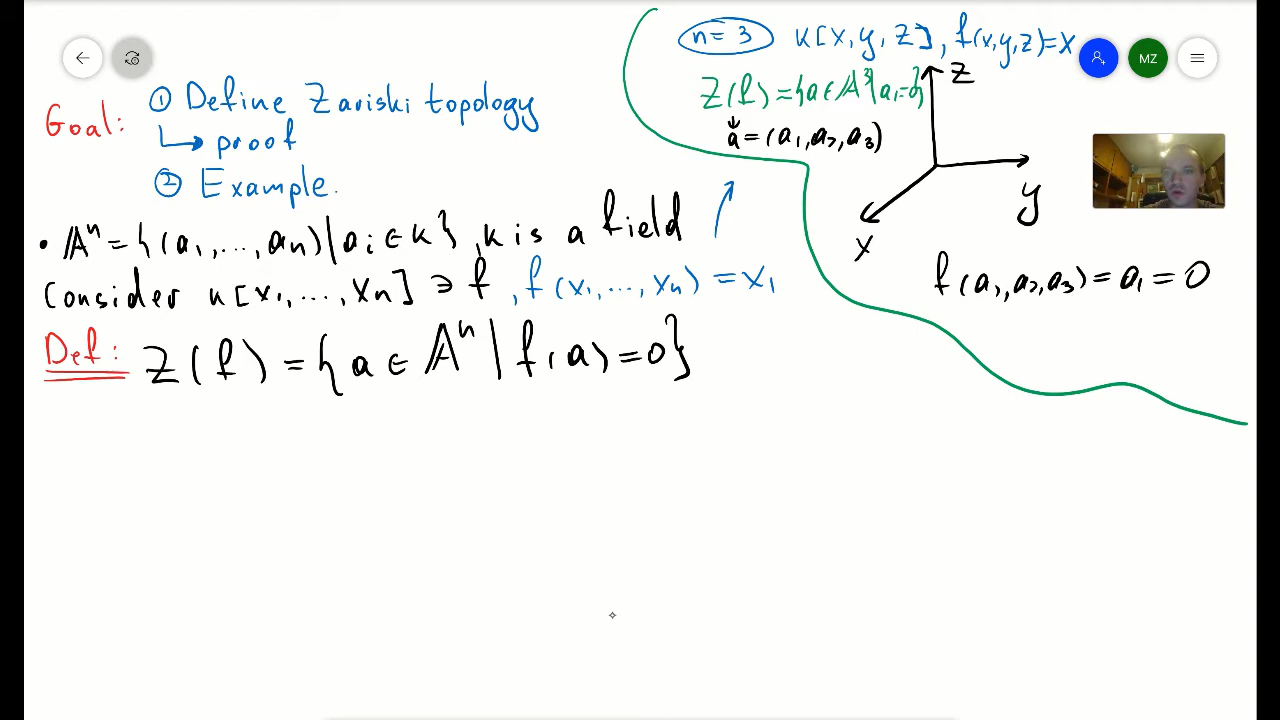 Goal: ① Define Zariski topology
↳ proof
② Example.
• 𝔸ⁿ = {(a₁, ..., aₙ) | aᵢ ∈ k}, k is a field
Consider k[x₁, ..., xₙ] ∋ f, f(x₁, ..., xₙ) = x₁
Def: Z(f) = {a ∈ 𝔸ⁿ | f(a) = 0}
n = 3 k[x, y, z], f(x, y, z) = x
Z(f) = {a ∈ 𝔸³ | a₁ = 0}
a = (a₁, a₂, a₃)
z
y
x
f(a₁, a₂, a₃) = a₁ = 0
MZ